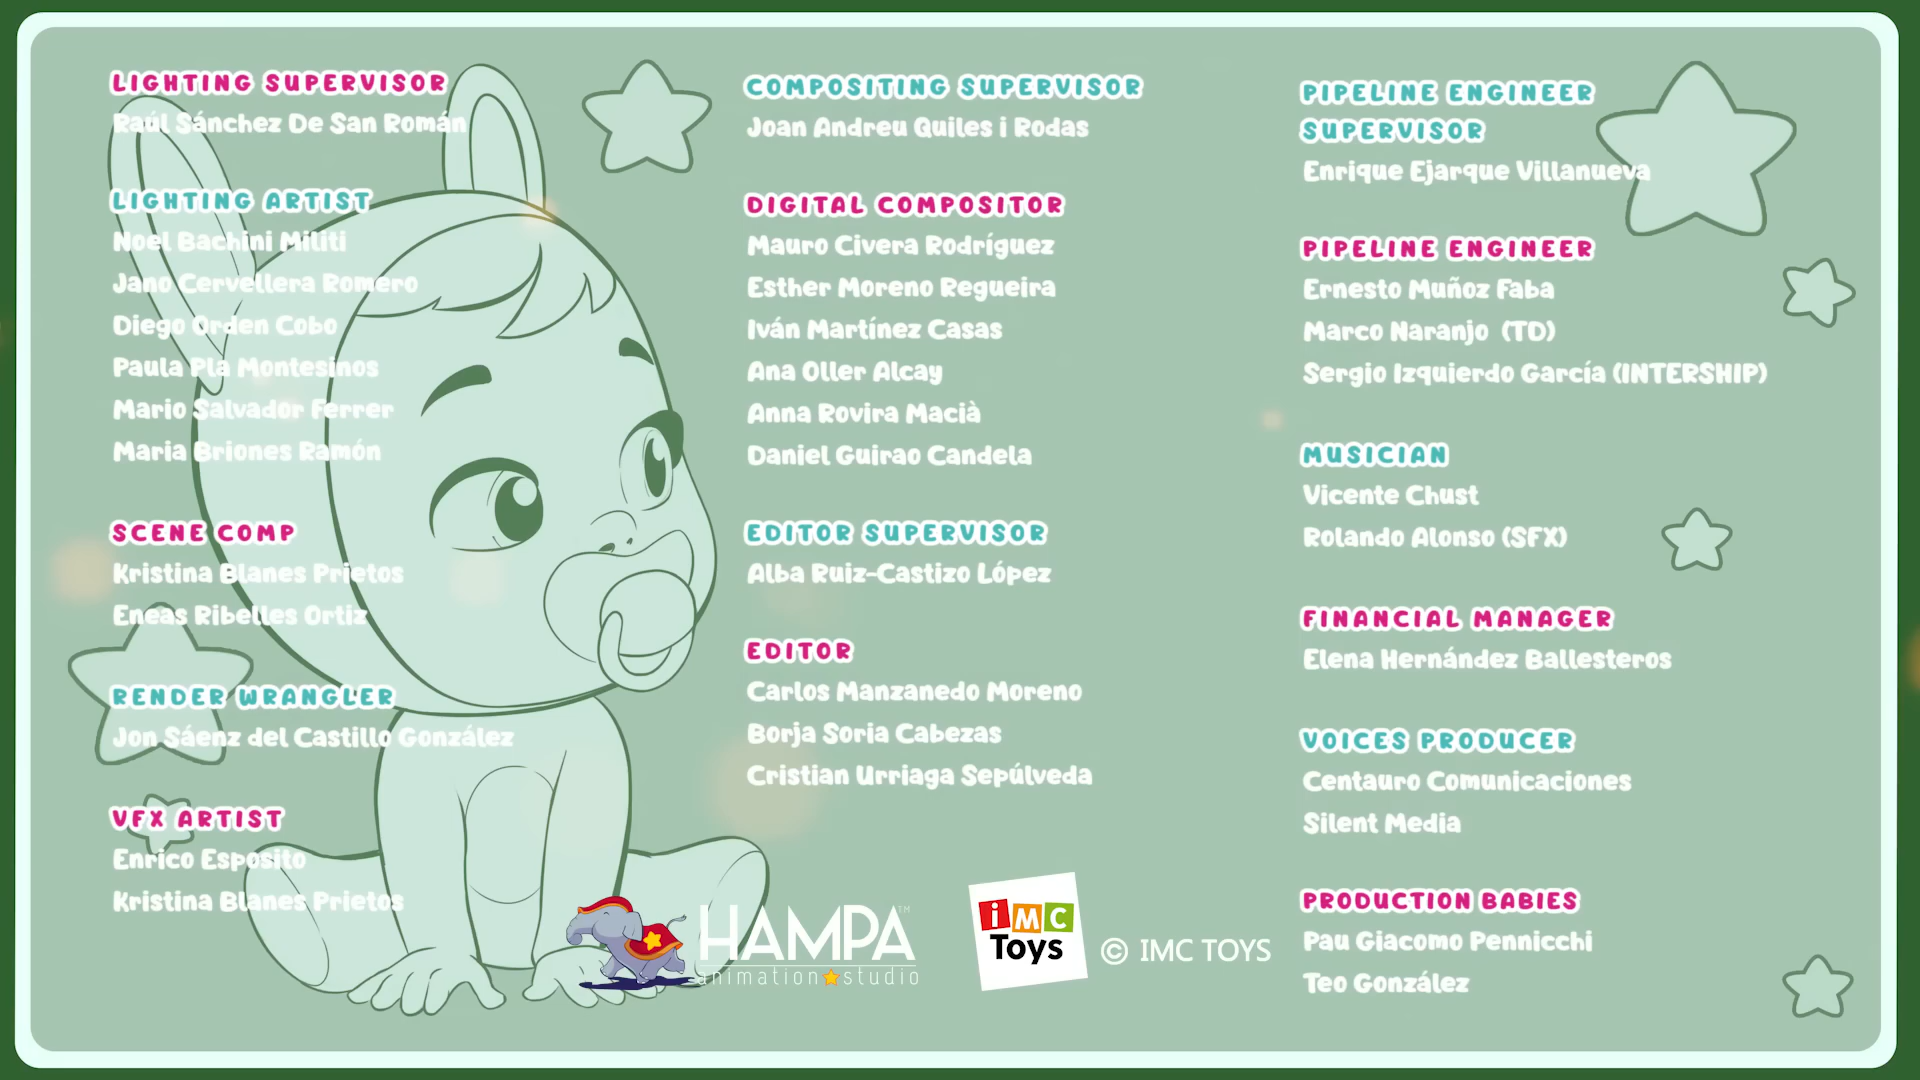 LIGHTING SUPERVISOR
Raúl Sánchez De San Román
LIGHTING ARTIST
Noel Bachini Militi
Jano Cervellera Romero
Diego Orden Cobo
Paula Pla Montesinos
Mario Salvador Ferrer
Maria Briones Ramón
SCENE COMP
Kristina Blanes Prietos
Eneas Ribelles Ortiz
RENDER WRANGLER
Jon Sáenz del Castillo González
VFX ARTIST
Enrico Esposito
Kristina Blanes Prietos
COMPOSITING SUPERVISOR
Joan Andreu Quiles i Rodas
DIGITAL COMPOSITOR
Mauro Civera Rodríguez
Esther Moreno Regueira
Iván Martínez Casas
Ana Oller Alcay
Anna Rovira Macià
Daniel Guirao Candela
EDITOR SUPERVISOR
Alba Ruiz-Castizo López
EDITOR
Carlos Manzanedo Moreno
Borja Soria Cabezas
Cristian Urriaga Sepúlveda
HAMPA™
animation studio
iMC
Toys
© IMC TOYS
PIPELINE ENGINEER
SUPERVISOR
Enrique Ejarque Villanueva
PIPELINE ENGINEER
Ernesto Muñoz Faba
Marco Naranjo (TD)
Sergio Izquierdo García (INTERSHIP)
MUSICIAN
Vicente Chust
Rolando Alonso (SFX)
FINANCIAL MANAGER
Elena Hernández Ballesteros
VOICES PRODUCER
Centauro Comunicaciones
Silent Media
PRODUCTION BABIES
Pau Giacomo Pennicchi
Teo González